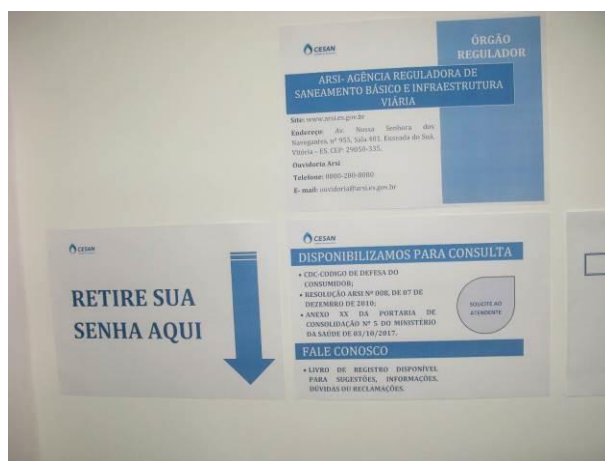 CESAN
ÓRGÃO
REGULADOR
ARSI- AGÊNCIA REGULADORA DE
SANEAMENTO BÁSICO E INFRAESTRUTURA
VIÁRIA
Site: www.arsi.es.gov.br
Endereço: Av. Nossa Senhora dos
Navegantes, nº 955, Sala 401, Enseada do Suá,
Vitória – ES, CEP: 29050-335.
Ouvidoria Arsi
Telefone: 0800-280-8080
E- mail: ouvidoria@arsi.es.gov.br
CESAN
RETIRE SUA
SENHA AQUI
CESAN
DISPONIBILIZAMOS PARA CONSULTA
• CDC-CODIGO DE DEFESA DO
CONSUMIDOR;
• RESOLUÇÃO ARSI Nº 008, DE 07 DE
DEZEMBRO DE 2010;
• ANEXO XX DA PORTARIA DE
CONSOLIDAÇÃO Nº 5 DO MINISTÉRIO
DA SAÚDE DE 03/10/2017.
SOLICITE AO
ATENDENTE
FALE CONOSCO
• LIVRO DE REGISTRO DISPONÍVEL
PARA SUGESTÕES, INFORMAÇÕES,
DÚVIDAS OU RECLAMAÇÕES.